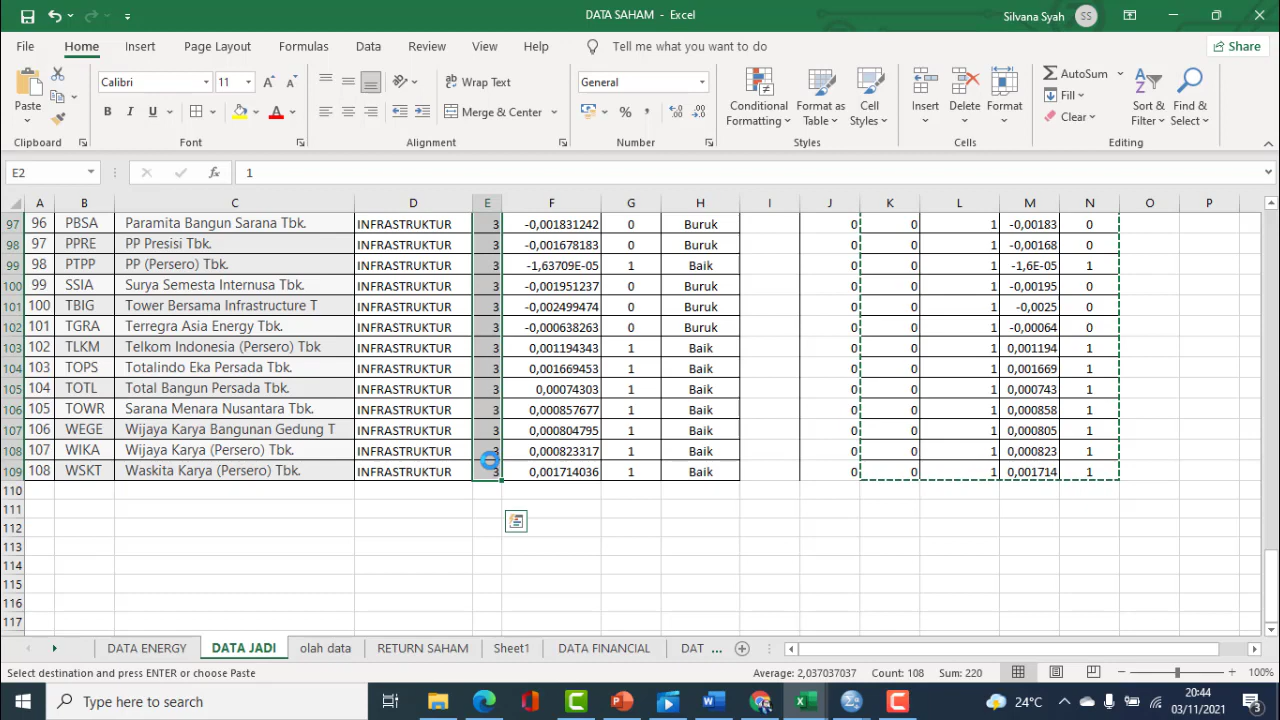 DATA SAHAM - Excel
Silvana Syah SS
File Home Insert Page Layout Formulas Data Review View Help Tell me what you want to do Share
Calibri 11 Wrap Text General AutoSum
Paste Conditional Format as Cell Insert Delete Format Fill Sort & Find &
B I U A Merge & Center % , Formatting Table Styles Clear Filter Select
Clipboard Font Alignment Number Styles Cells Editing
E2 fx 1
A B C D E F G H I J K L M N O P
97 96 PBSA Paramita Bangun Sarana Tbk. INFRASTRUKTUR 3 -0,001831242 0 Buruk 0 0 1 -0,00183 0
98 97 PPRE PP Presisi Tbk. INFRASTRUKTUR 3 -0,001678183 0 Buruk 0 0 1 -0,00168 0
99 98 PTPP PP (Persero) Tbk. INFRASTRUKTUR 3 -1,63709E-05 1 Baik 0 0 1 -1,6E-05 1
100 99 SSIA Surya Semesta Internusa Tbk. INFRASTRUKTUR 3 -0,001951237 0 Buruk 0 0 1 -0,00195 0
101 100 TBIG Tower Bersama Infrastructure T INFRASTRUKTUR 3 -0,002499474 0 Buruk 0 0 1 -0,0025 0
102 101 TGRA Terregra Asia Energy Tbk. INFRASTRUKTUR 3 -0,000638263 0 Buruk 0 0 1 -0,00064 0
103 102 TLKM Telkom Indonesia (Persero) Tbk INFRASTRUKTUR 3 0,001194343 1 Baik 0 0 1 0,001194 1
104 103 TOPS Totalindo Eka Persada Tbk. INFRASTRUKTUR 3 0,001669453 1 Baik 0 0 1 0,001669 1
105 104 TOTL Total Bangun Persada Tbk. INFRASTRUKTUR 3 0,00074303 1 Baik 0 0 1 0,000743 1
106 105 TOWR Sarana Menara Nusantara Tbk. INFRASTRUKTUR 3 0,000857677 1 Baik 0 0 1 0,000858 1
107 106 WEGE Wijaya Karya Bangunan Gedung T INFRASTRUKTUR 3 0,000804795 1 Baik 0 0 1 0,000805 1
108 107 WIKA Wijaya Karya (Persero) Tbk. INFRASTRUKTUR 3 0,000823317 1 Baik 0 0 1 0,000823 1
109 108 WSKT Waskita Karya (Persero) Tbk. INFRASTRUKTUR 3 0,001714036 1 Baik 0 0 1 0,001714 1
110
111
112
113
114
115
116
117
DATA ENERGY DATA JADI olah data RETURN SAHAM Sheet1 DATA FINANCIAL DAT ...
Select destination and press ENTER or choose Paste Average: 2,037037037 Count: 108 Sum: 220 100%
Type here to search 24°C 20:44
03/11/2021 3